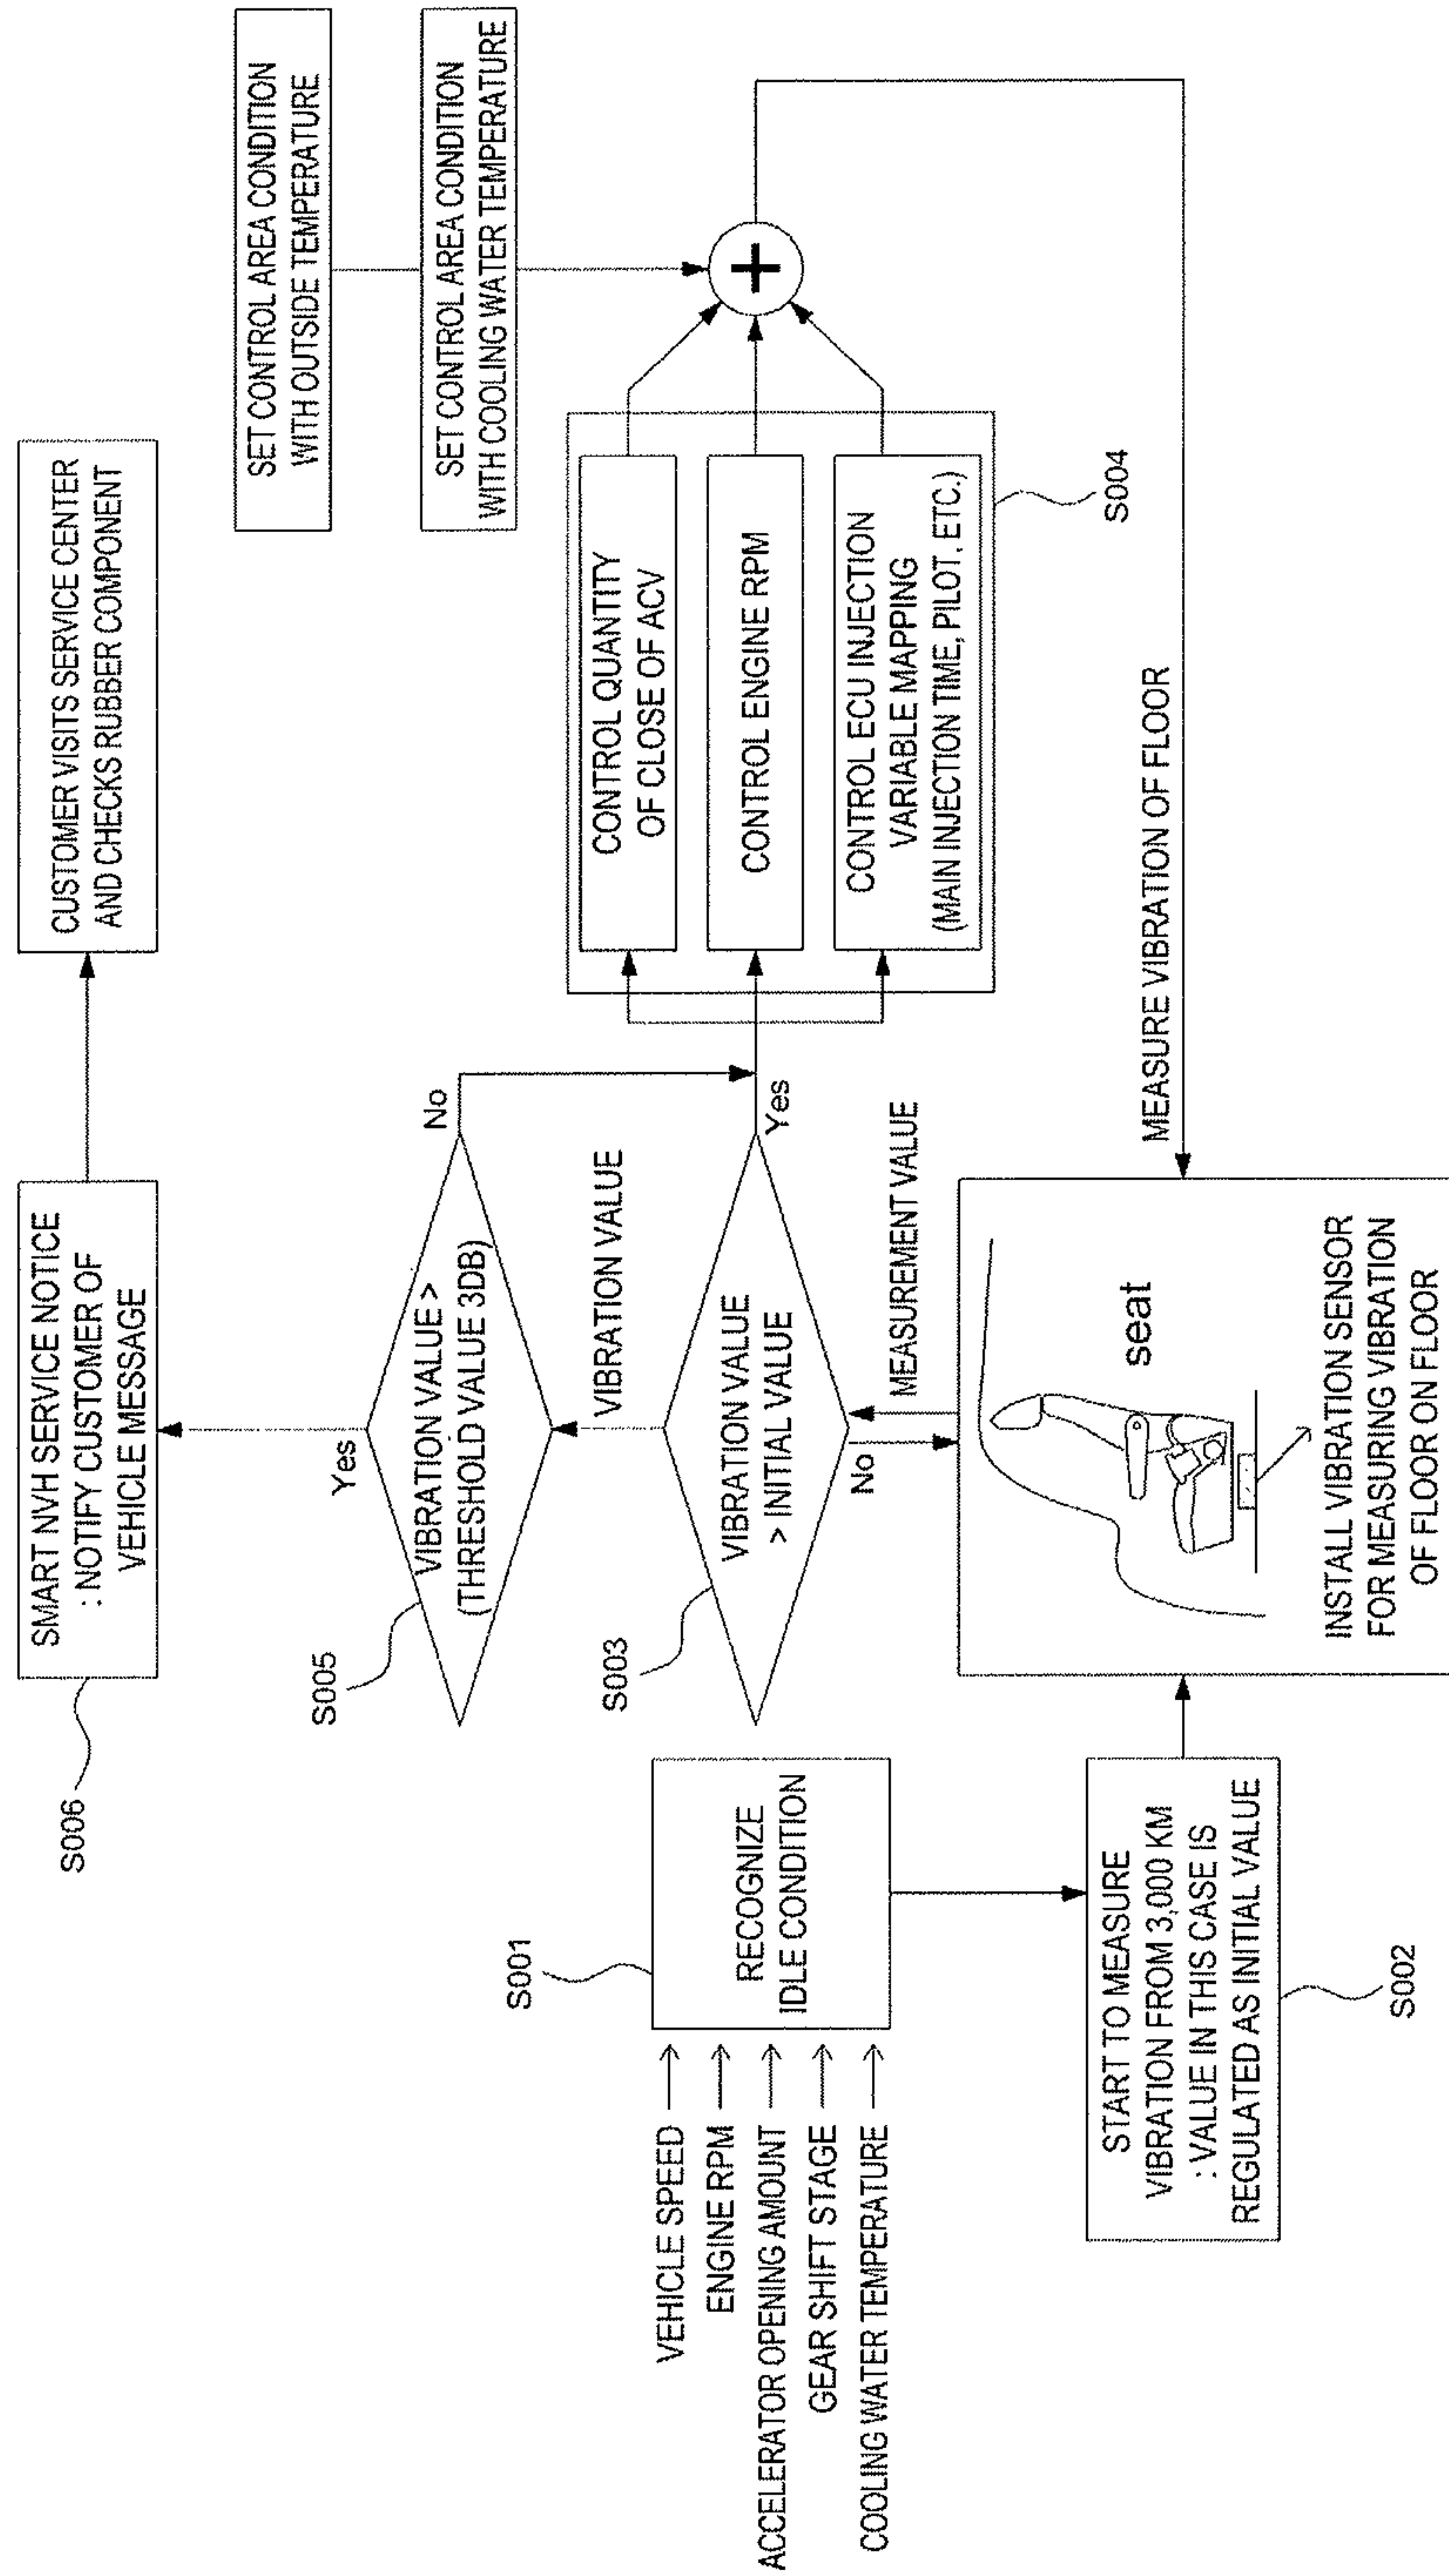 SMART NVH SERVICE NOTICE
: NOTIFY CUSTOMER OF
VEHICLE MESSAGE
S006
CUSTOMER VISITS SERVICE CENTER
AND CHECKS RUBBER COMPONENT
SET CONTROL AREA CONDITION
WITH OUTSIDE TEMPERATURE
SET CONTROL AREA CONDITION
WITH COOLING WATER TEMPERATURE
Yes
No
VIBRATION VALUE >
(THRESHOLD VALUE 3DB)
S005
VIBRATION VALUE
VIBRATION VALUE
> INITIAL VALUE
S003
Yes
No
MEASUREMENT VALUE
CONTROL QUANTITY
OF CLOSE OF ACV
CONTROL ENGINE RPM
CONTROL ECU INJECTION
VARIABLE MAPPING
(MAIN INJECTION TIME, PILOT. ETC.)
S004
+
S001
VEHICLE SPEED
ENGINE RPM
ACCELERATOR OPENING AMOUNT
GEAR SHIFT STAGE
COOLING WATER TEMPERATURE
RECOGNIZE
IDLE CONDITION
START TO MEASURE
VIBRATION FROM 3,000 KM
: VALUE IN THIS CASE IS
REGULATED AS INITIAL VALUE
S002
seat
INSTALL VIBRATION SENSOR
FOR MEASURING VIBRATION
OF FLOOR ON FLOOR
MEASURE VIBRATION OF FLOOR